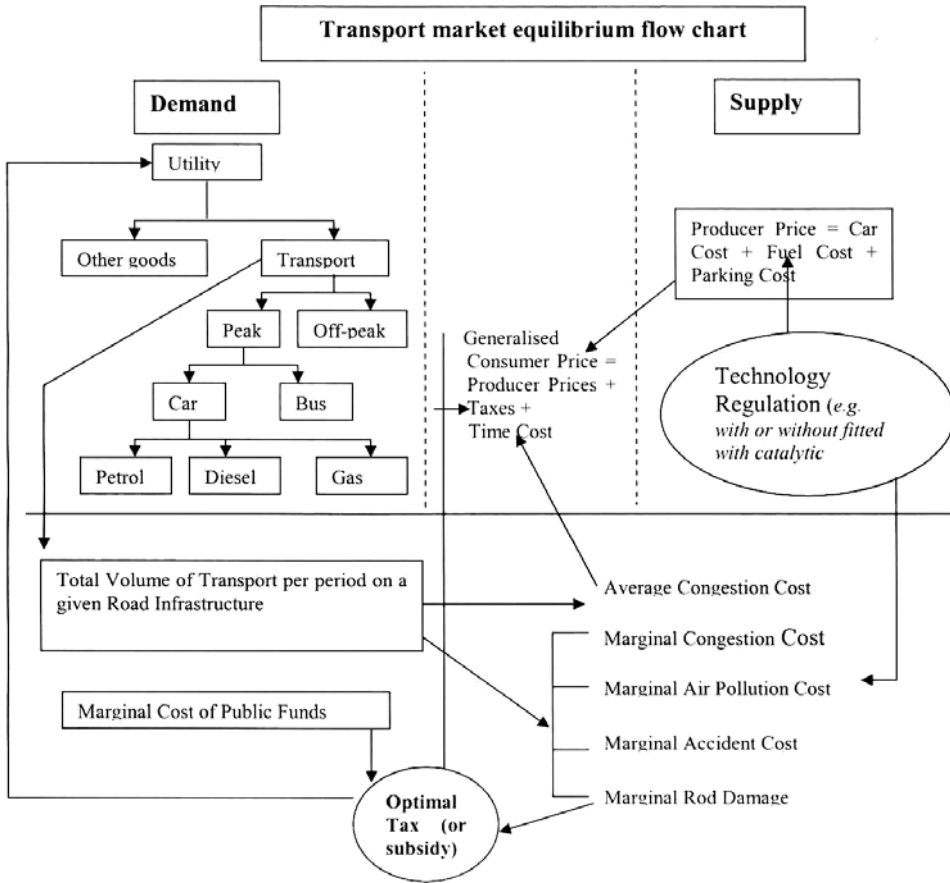 Transport market equilibrium flow chart
Demand
Supply
Utility
Other goods
Transport
Peak
Off-peak
Car
Bus
Petrol
Diesel
Gas
Generalised
Consumer Price =
Producer Prices +
Taxes +
Time Cost
Producer Price = Car
Cost + Fuel Cost +
Parking Cost
Technology
Regulation (e.g.
with or without fitted
with catalytic
Total Volume of Transport per period on a
given Road Infrastructure
Average Congestion Cost
Marginal Congestion Cost
Marginal Air Pollution Cost
Marginal Accident Cost
Marginal Rod Damage
Marginal Cost of Public Funds
Optimal
Tax (or
subsidy)